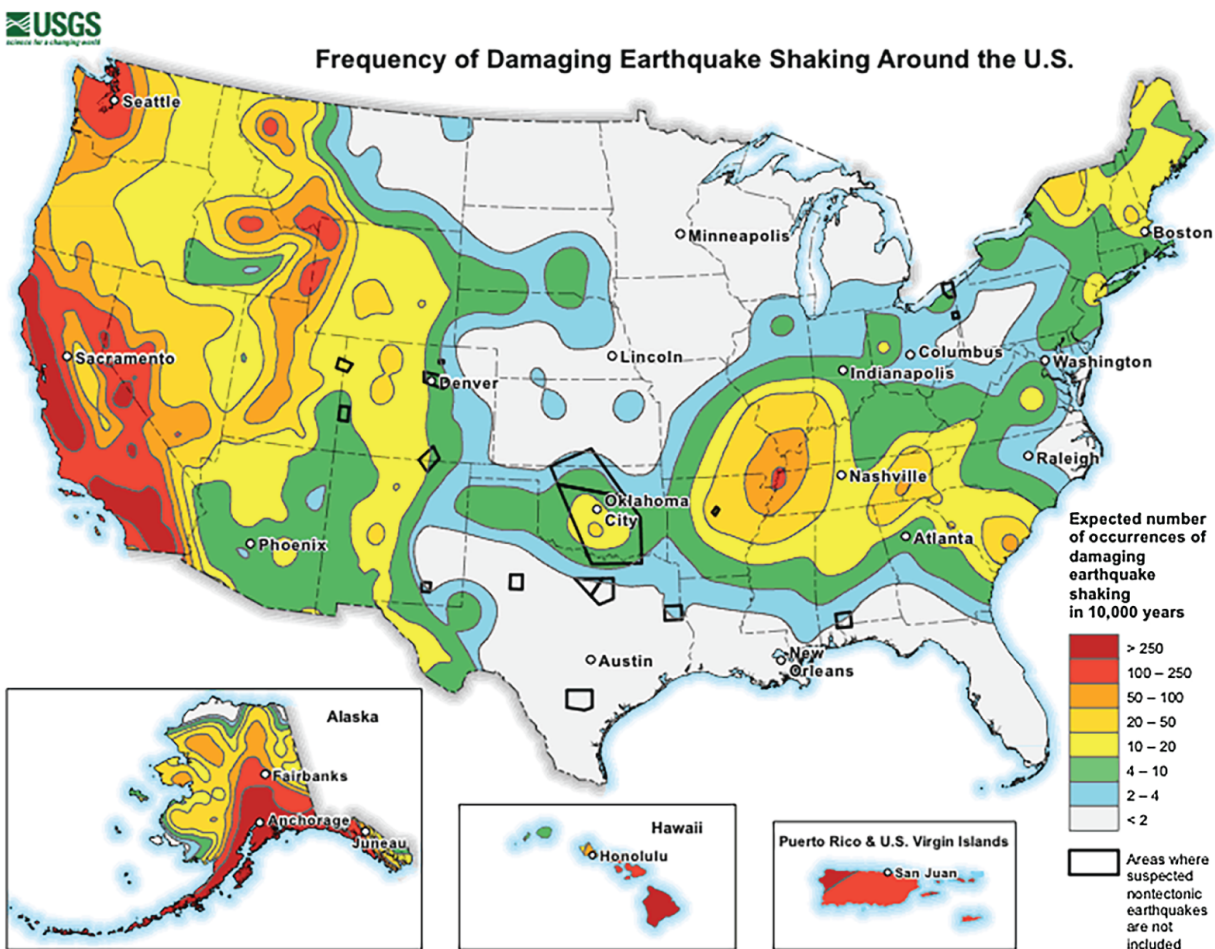 USGS
science for a changing world
Frequency of Damaging Earthquake Shaking Around the U.S.
Seattle
Minneapolis
Boston
Sacramento
Lincoln
Columbus
Washington
Indianapolis
Denver
Raleigh
Nashville
Oklahoma
City
Phoenix
Atlanta
Austin
New
Orleans
Expected number
of occurrences of
damaging
earthquake
shaking
in 10,000 years
> 250
100 – 250
50 – 100
20 – 50
10 – 20
4 – 10
2 – 4
< 2
Areas where
suspected
nontectonic
earthquakes
are not
included
Alaska
Fairbanks
Anchorage
Juneau
Hawaii
Honolulu
Puerto Rico & U.S. Virgin Islands
San Juan